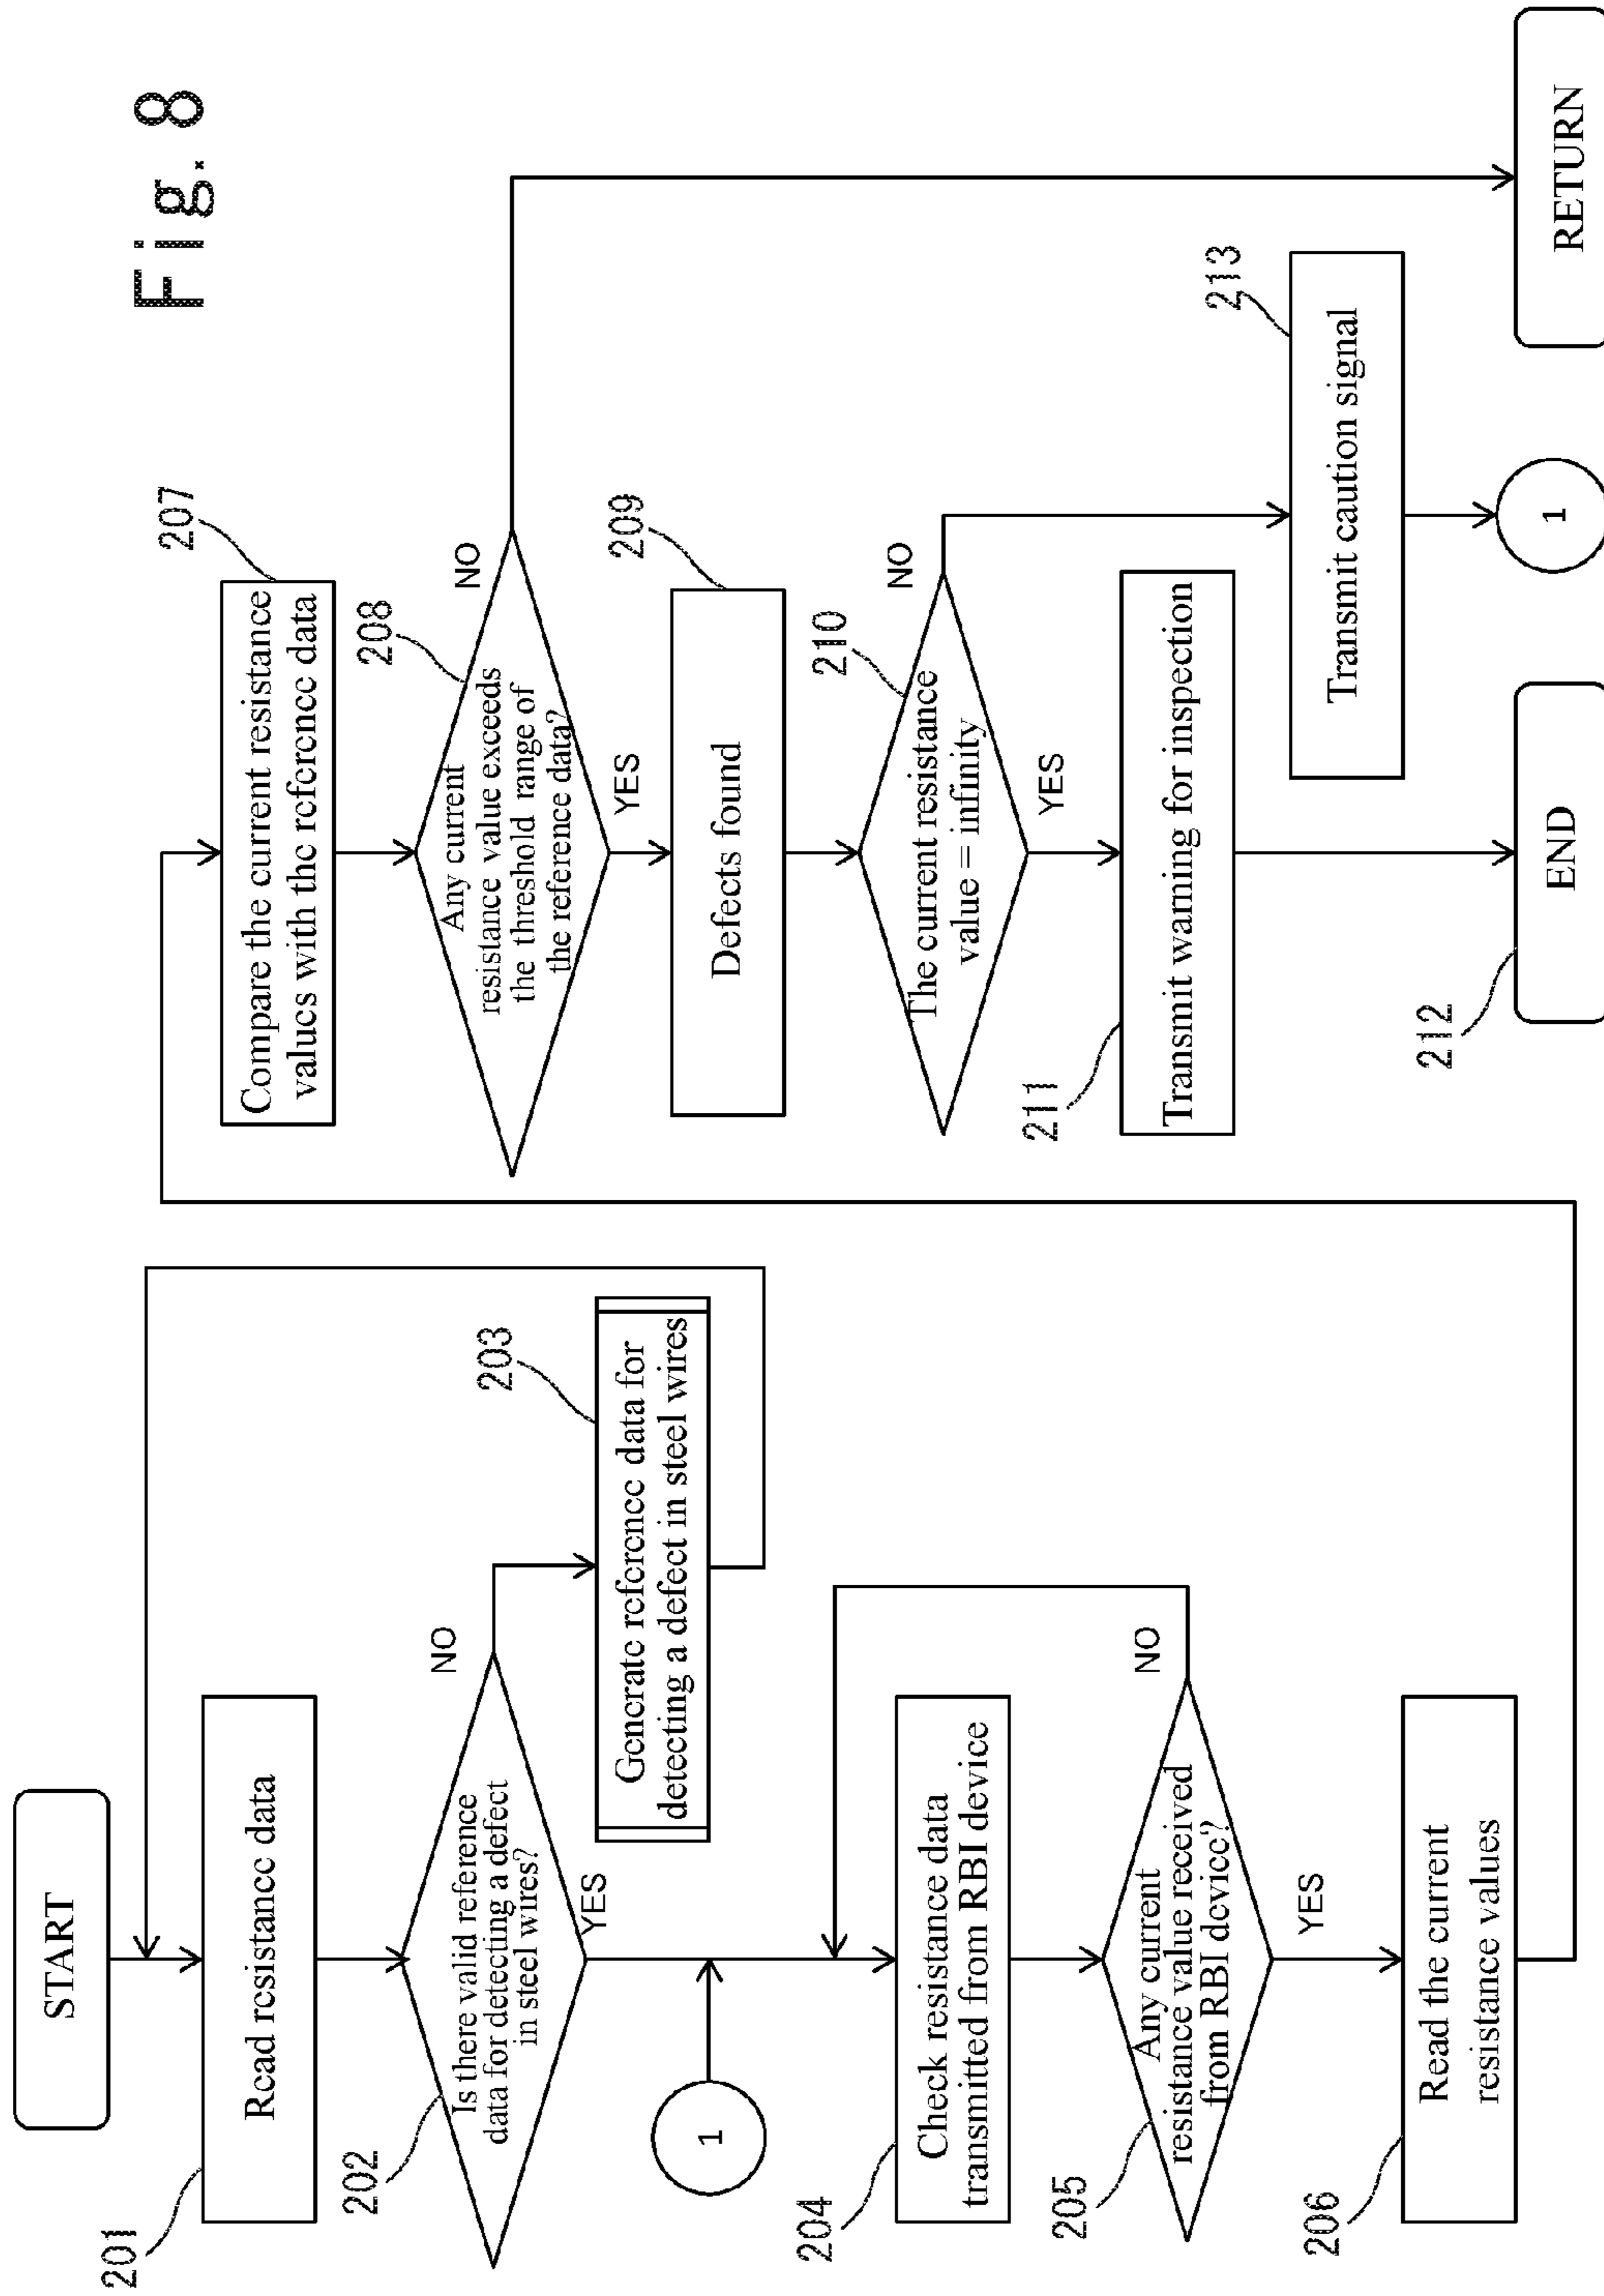 Fig. 8
START
201
Read resistance data
202
Is there valid reference
data for detecting a defect
in steel wires?
NO
YES
203
Generate reference data for
detecting a defect in steel wires
1
204
Check resistance data
transmitted from RBI device
205
Any current
resistance value received
from RBI device?
NO
YES
206
Read the current
resistance values
207
Compare the current resistance
values with the reference data
208
Any current
resistance value exceeds
the threshold range of
the reference data?
NO
YES
209
Defects found
210
The current resistance
value = infinity
NO
YES
211
Transmit warning for inspection
213
Transmit caution signal
212
END
1
RETURN